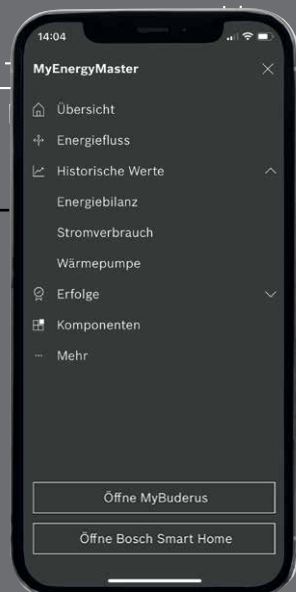 14:04
MyEnergyMaster
Übersicht
Energiefluss
Historische Werte
Energiebilanz
Stromverbrauch
Wärmepumpe
Erfolge
Komponenten
Mehr
Öffne MyBuderus
Öffne Bosch Smart Home